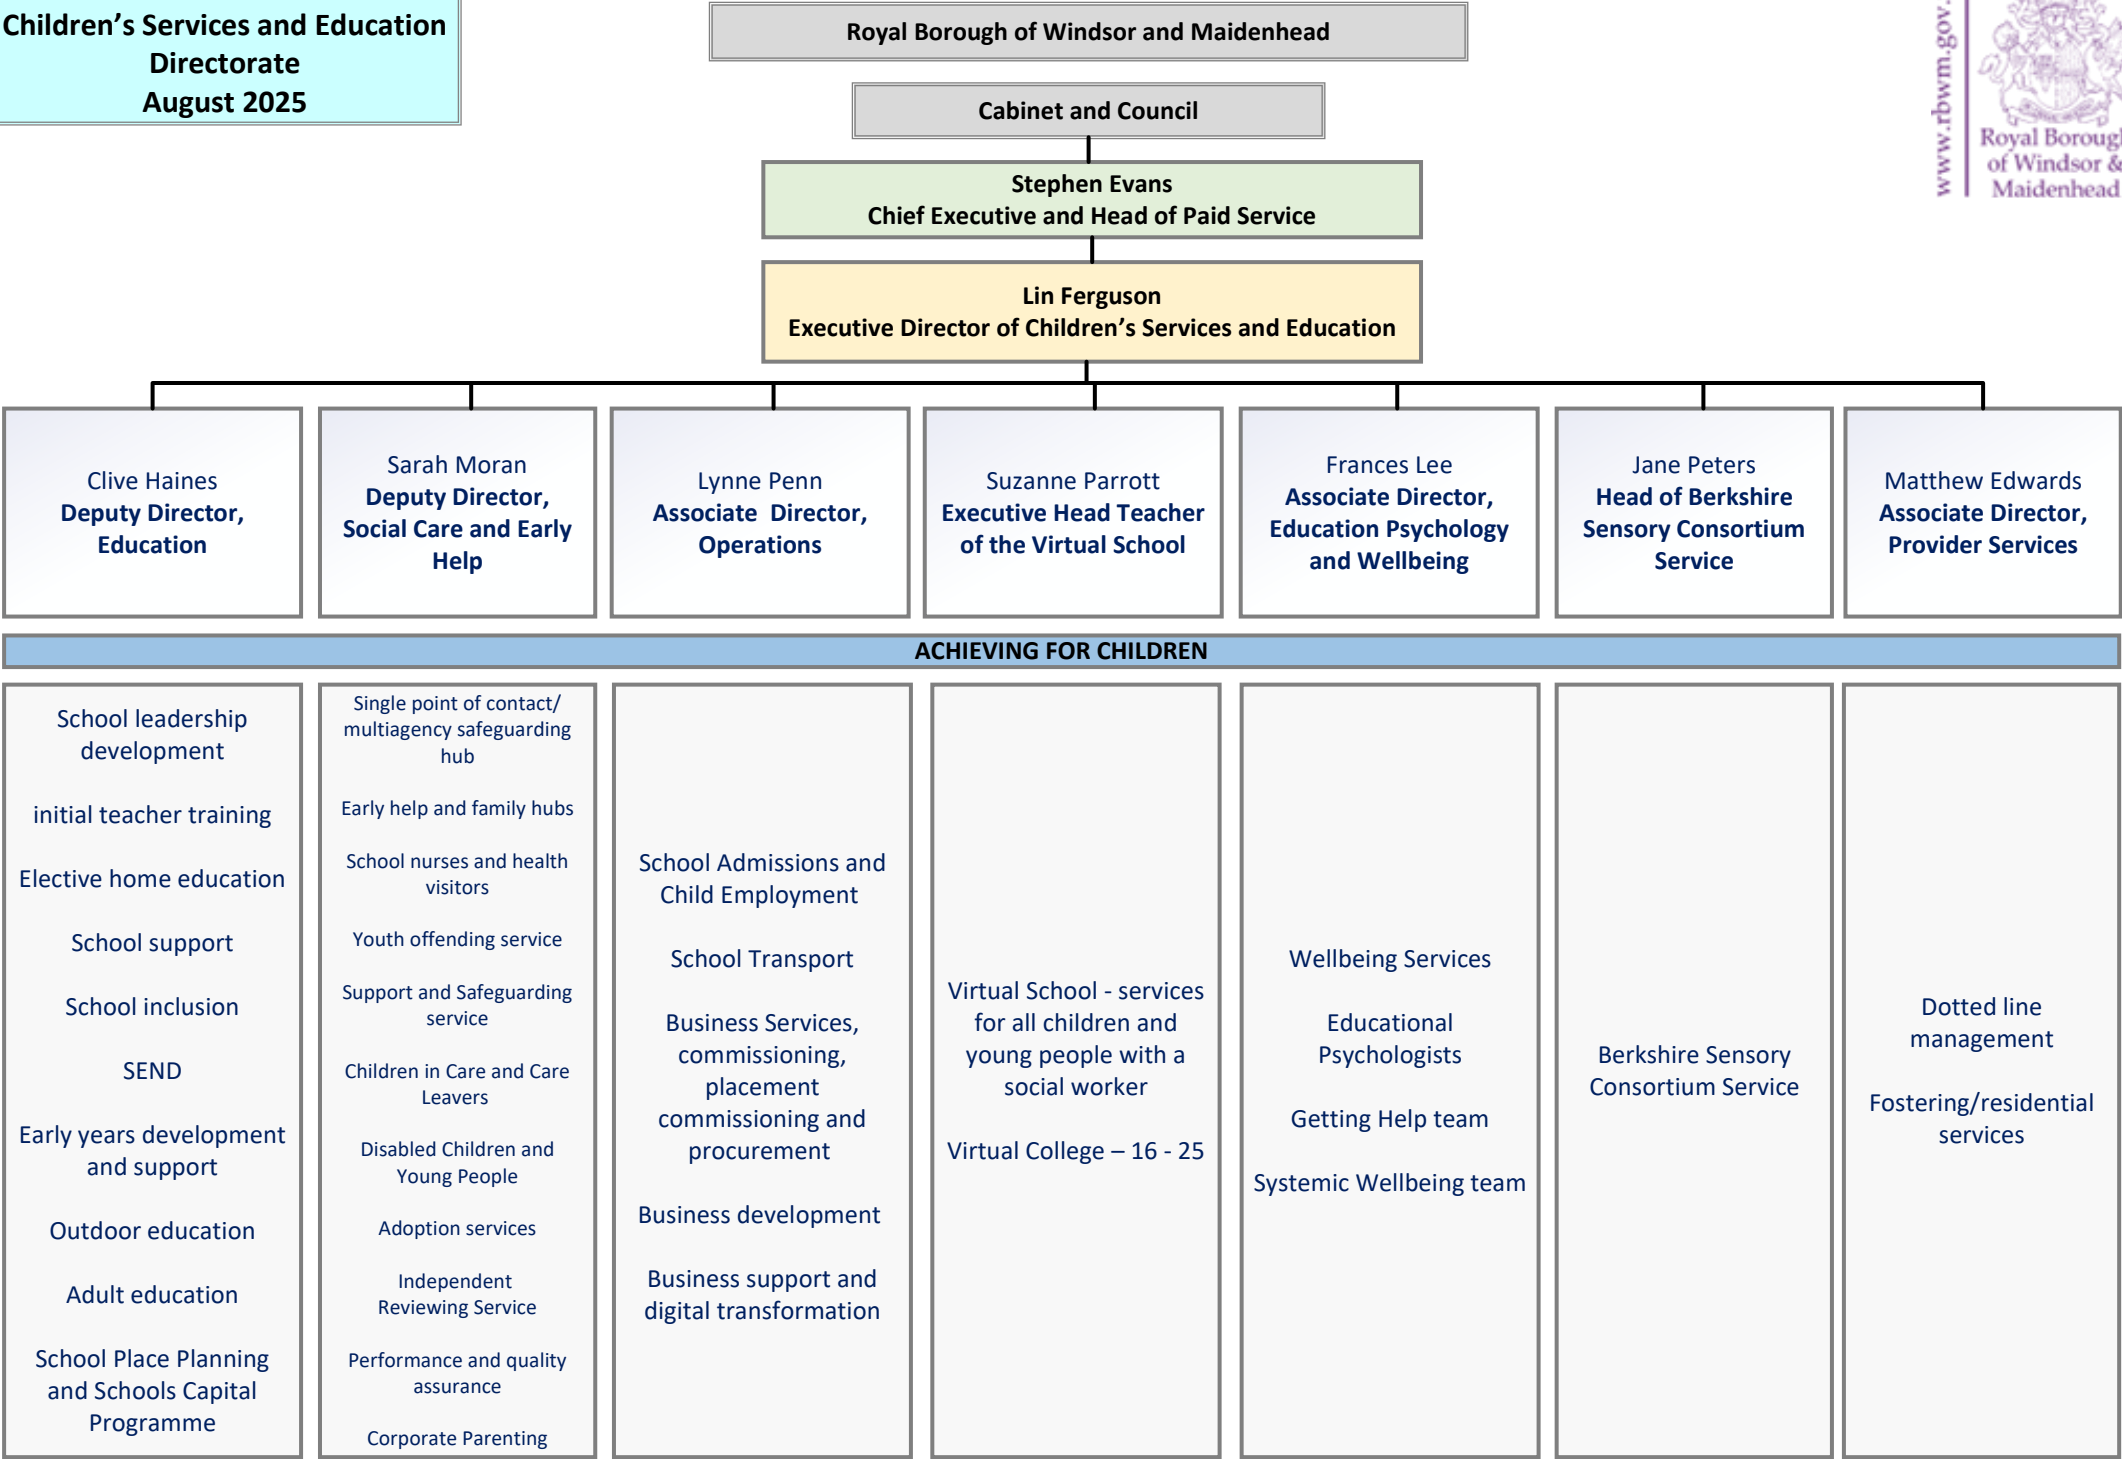 Children’s Services and Education
Directorate
August 2025
Royal Borough of Windsor and Maidenhead
www.rbwm.gov.
Royal Borough
of Windsor &
Maidenhead
Cabinet and Council
Stephen Evans
Chief Executive and Head of Paid Service
Lin Ferguson
Executive Director of Children’s Services and Education
Clive Haines
Deputy Director,
Education
Sarah Moran
Deputy Director,
Social Care and Early
Help
Lynne Penn
Associate  Director,
Operations
Suzanne Parrott
Executive Head Teacher
of the Virtual School
Frances Lee
Associate Director,
Education Psychology
and Wellbeing
Jane Peters
Head of Berkshire
Sensory Consortium
Service
Matthew Edwards
Associate Director,
Provider Services
ACHIEVING FOR CHILDREN
School leadership
development
initial teacher training
Elective home education
School support
School inclusion
SEND
Early years development
and support
Outdoor education
Adult education
School Place Planning
and Schools Capital
Programme
Single point of contact/
multiagency safeguarding
hub
Early help and family hubs
School nurses and health
visitors
Youth offending service
Support and Safeguarding
service
Children in Care and Care
Leavers
Disabled Children and
Young People
Adoption services
Independent
Reviewing Service
Performance and quality
assurance
Corporate Parenting
School Admissions and
Child Employment
School Transport
Business Services,
commissioning,
placement
commissioning and
procurement
Business development
Business support and
digital transformation
Virtual School - services
for all children and
young people with a
social worker
Virtual College – 16 - 25
Wellbeing Services
Educational
Psychologists
Getting Help team
Systemic Wellbeing team
Berkshire Sensory
Consortium Service
Dotted line
management
Fostering/residential
services